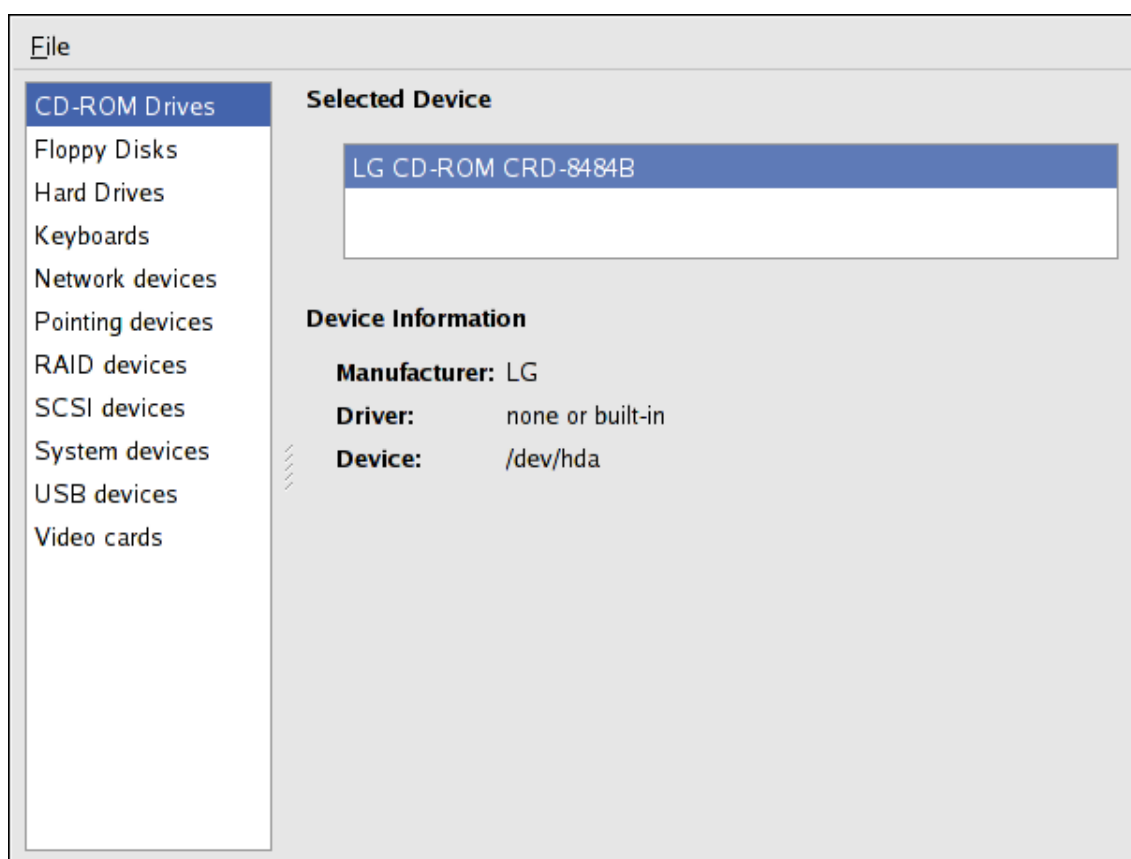 File
CD-ROM Drives
Floppy Disks
Hard Drives
Keyboards
Network devices
Pointing devices
RAID devices
SCSI devices
System devices
USB devices
Video cards
Selected Device
LG CD-ROM CRD-8484B
Device Information
Manufacturer: LG
Driver: none or built-in
Device: /dev/hda